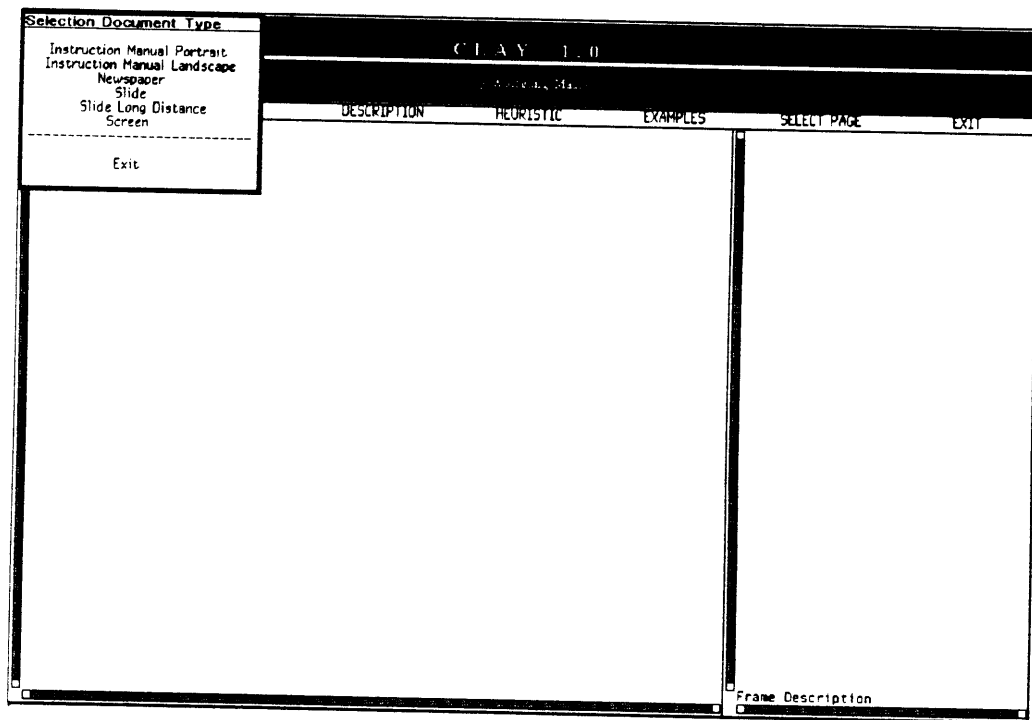 Selection Document Type
Instruction Manual Portrait
Instruction Manual Landscape
Newspaper
Slide
Slide Long Distance
Screen
Exit
CLAY 1.0
DESCRIPTION HEURISTIC EXAMPLES SELECT PAGE EXIT
Frame Description